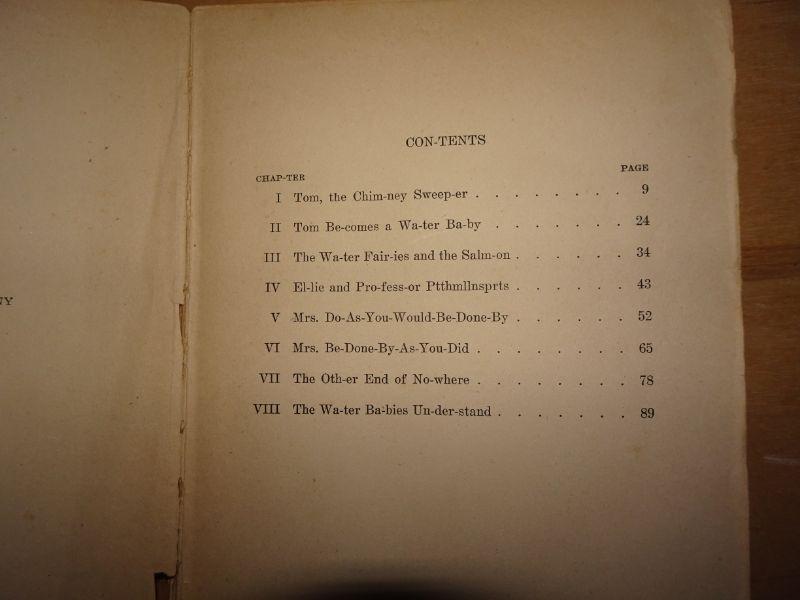 CON-TENTS
CHAP-TER PAGE
I Tom, the Chim-ney Sweep-er . . . . . . . . 9
II Tom Be-comes a Wa-ter Ba-by . . . . . . . 24
III The Wa-ter Fair-ies and the Salm-on . . . . . . 34
IV El-lie and Pro-fess-or Ptthmllnsprts . . . . . . 43
V Mrs. Do-As-You-Would-Be-Done-By . . . . . . 52
VI Mrs. Be-Done-By-As-You-Did . . . . . . . . 65
VII The Oth-er End of No-where . . . . . . . . 78
VIII The Wa-ter Ba-bies Un-der-stand . . . . . . . 89